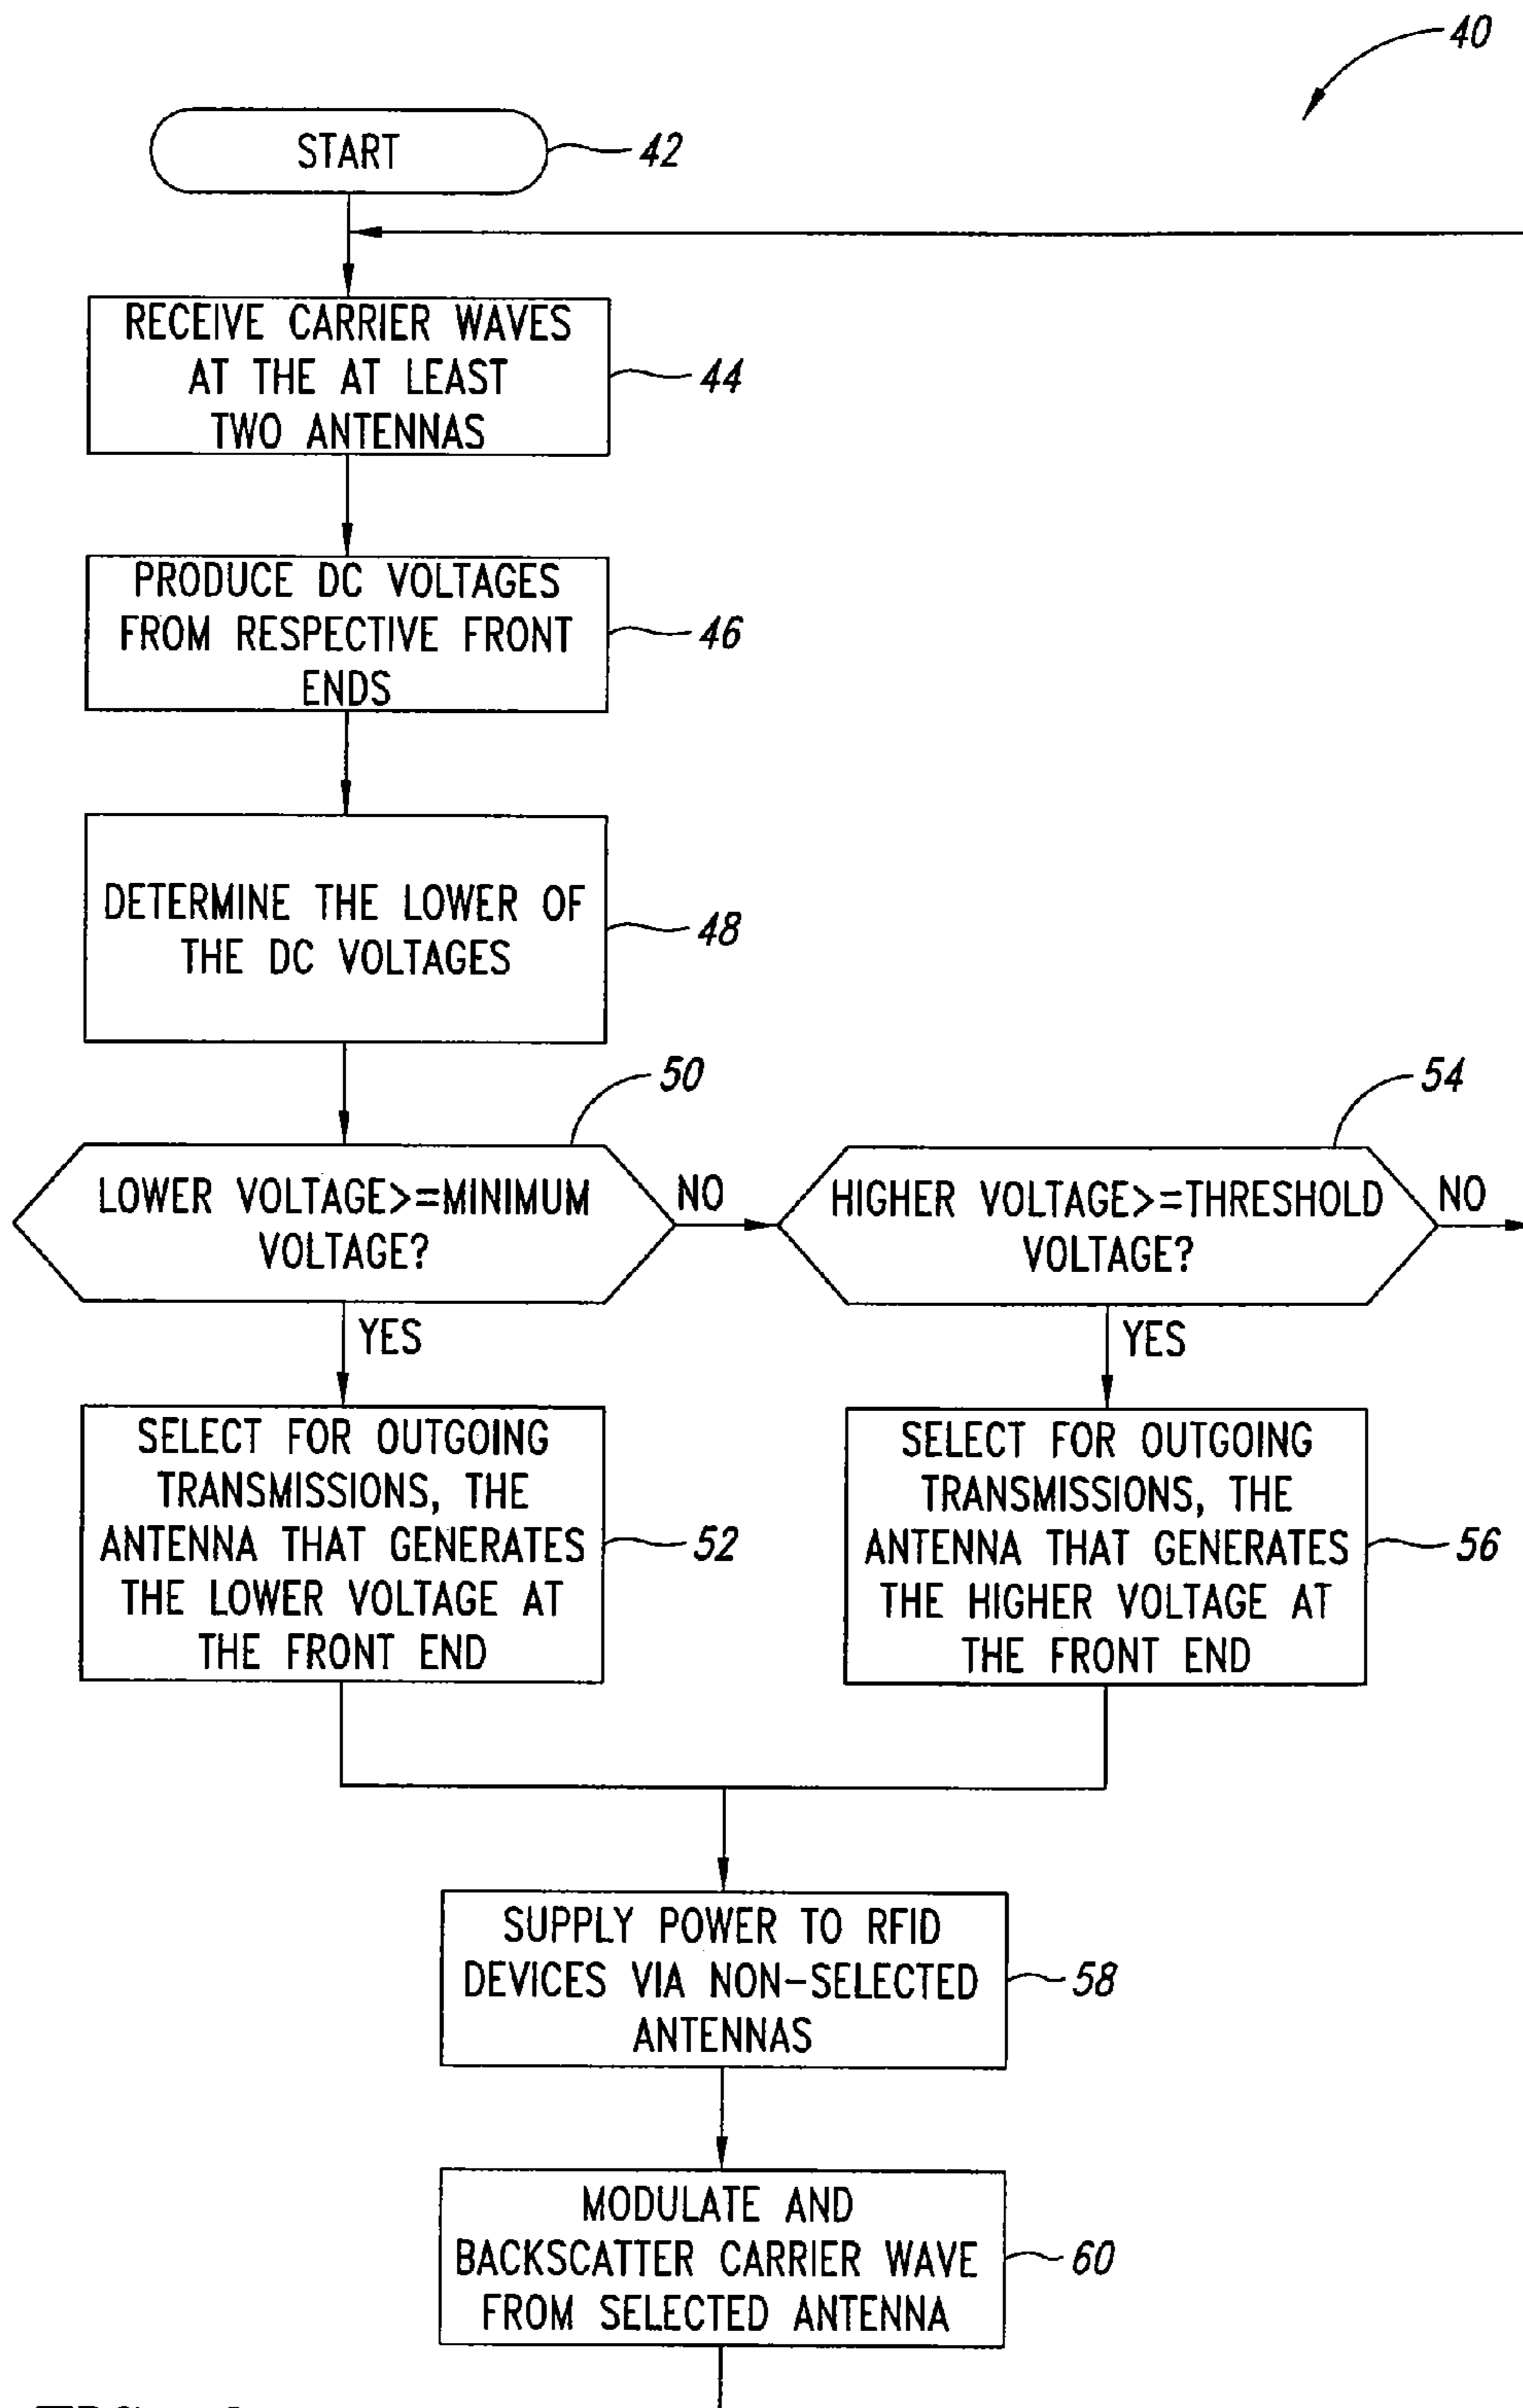 40
START
42
RECEIVE CARRIER WAVES
AT THE AT LEAST
TWO ANTENNAS
44
PRODUCE DC VOLTAGES
FROM RESPECTIVE FRONT
ENDS
46
DETERMINE THE LOWER OF
THE DC VOLTAGES
48
50
LOWER VOLTAGE>=MINIMUM
VOLTAGE?
NO
YES
54
HIGHER VOLTAGE>=THRESHOLD
VOLTAGE?
NO
YES
SELECT FOR OUTGOING
TRANSMISSIONS, THE
ANTENNA THAT GENERATES
THE LOWER VOLTAGE AT
THE FRONT END
52
SELECT FOR OUTGOING
TRANSMISSIONS, THE
ANTENNA THAT GENERATES
THE HIGHER VOLTAGE AT
THE FRONT END
56
SUPPLY POWER TO RFID
DEVICES VIA NON-SELECTED
ANTENNAS
58
MODULATE AND
BACKSCATTER CARRIER WAVE
FROM SELECTED ANTENNA
60